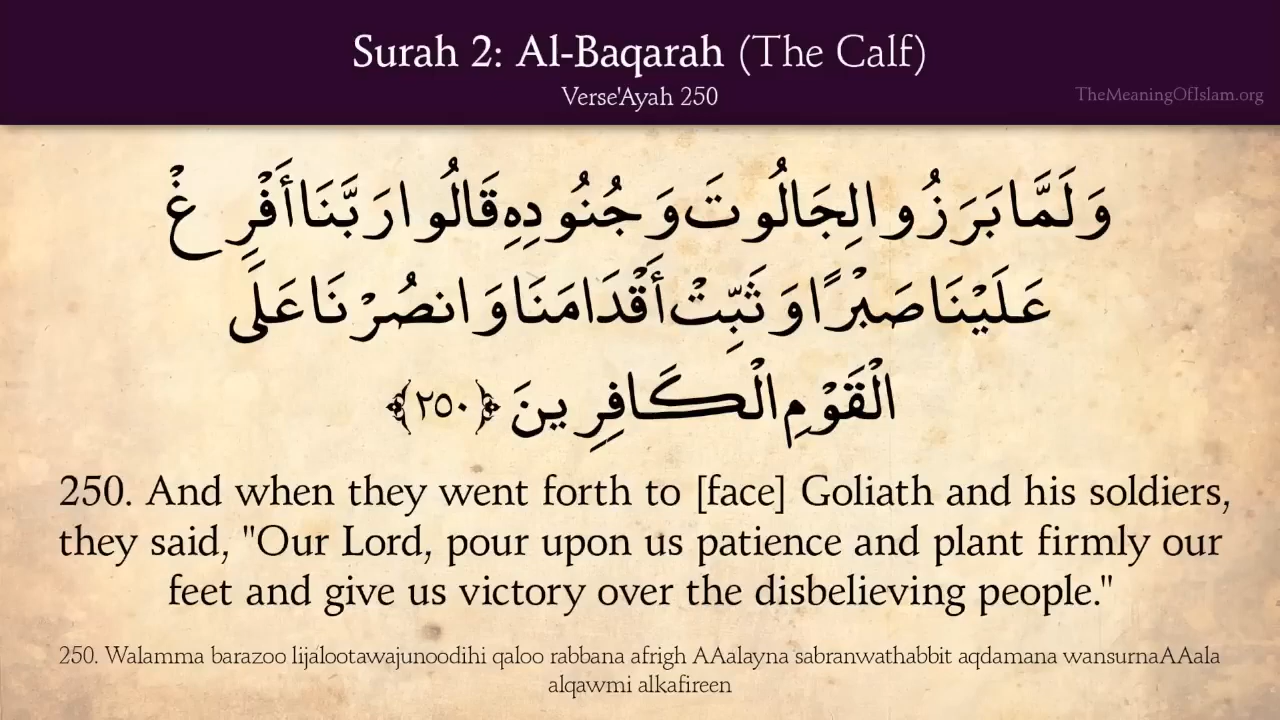 Surah 2: Al-Baqarah (The Calf)
Verse'Ayah 250
TheMeaningOfIslam.org
وَلَمَّا بَرَزُوا لِجَالُوتَ وَجُنُودِهِ قَالُوا رَبَّنَا أَفْرِغْ
عَلَيْنَا صَبْرًا وَثَبِّتْ أَقْدَامَنَا وَانصُرْنَا عَلَى
الْقَوْمِ الْكَافِرِينَ ﴿٢٥٠﴾
250. And when they went forth to [face] Goliath and his soldiers,
they said, "Our Lord, pour upon us patience and plant firmly our
feet and give us victory over the disbelieving people."
250. Walamma barazoo lijalootawajunoodihi qaloo rabbana afrigh AAalayna sabranwathabbit aqdamana wansurnaAAala
alqawmi alkafireen